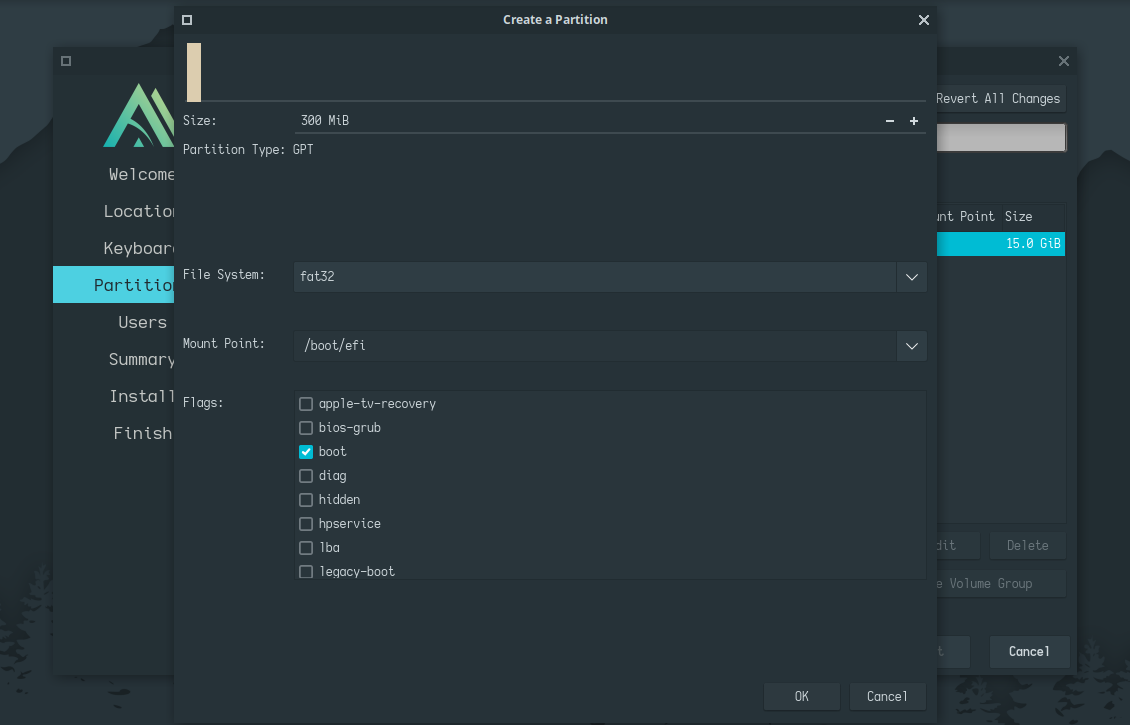 Create a Partition
Revert All Changes
Size: 300 MiB
Partition Type: GPT
Welcome
Location
Keyboard
Partition
Users
Summary
Install
Finish
Point Size
15.0 GiB
File System: fat32
Mount Point: /boot/efi
Flags:
apple-tv-recovery
bios-grub
boot
diag
hidden
hpservice
lba
legacy-boot
Delete
Volume Group
Cancel
OK Cancel